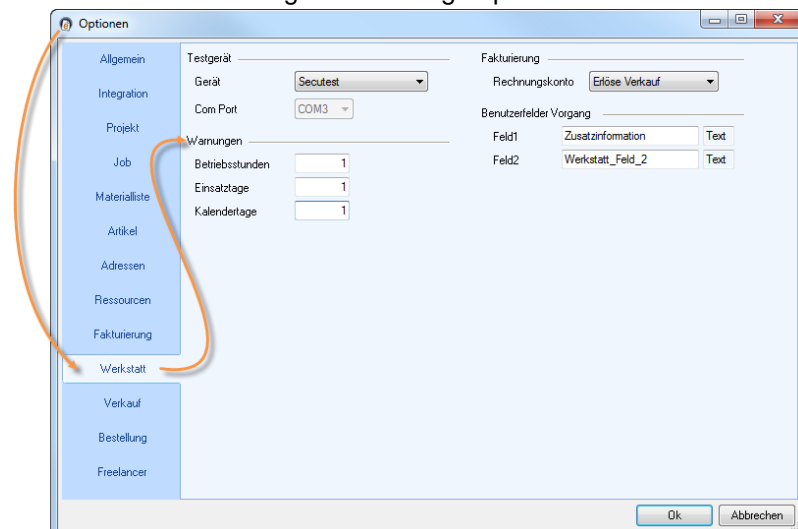 Optionen
Allgemein
Integration
Projekt
Job
Materialliste
Artikel
Adressen
Ressourcen
Fakturierung
Werkstatt
Verkauf
Bestellung
Freelancer
Testgerät
Gerät Secutest
Com Port COM3
Warnungen
Betriebsstunden 1
Einsatztage 1
Kalendertage 1
Fakturierung
Rechnungskonto Erlöse Verkauf
Benutzerfelder Vorgang
Feld1 Zusatzinformation Text
Feld2 Werkstatt_Feld_2 Text
Ok Abbrechen